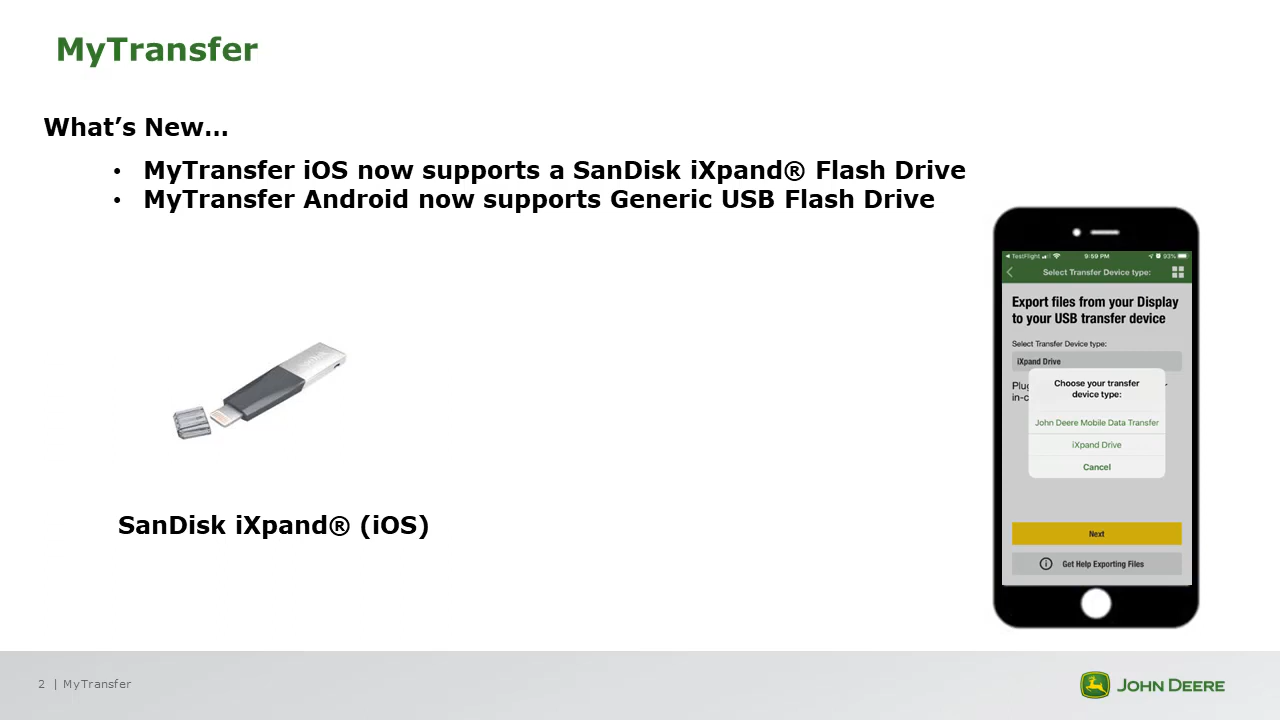 MyTransfer
What’s New…
• MyTransfer iOS now supports a SanDisk iXpand® Flash Drive
• MyTransfer Android now supports Generic USB Flash Drive
TestFlight 9:59 PM 93%
Select Transfer Device type:
Export files from your Display
to your USB transfer device
Select Transfer Device type:
iXpand Drive
Plug
in-c
Choose your transfer
device type:
John Deere Mobile Data Transfer
iXpand Drive
Cancel
Next
Get Help Exporting Files
SanDisk iXpand® (iOS)
2 | MyTransfer
JOHN DEERE